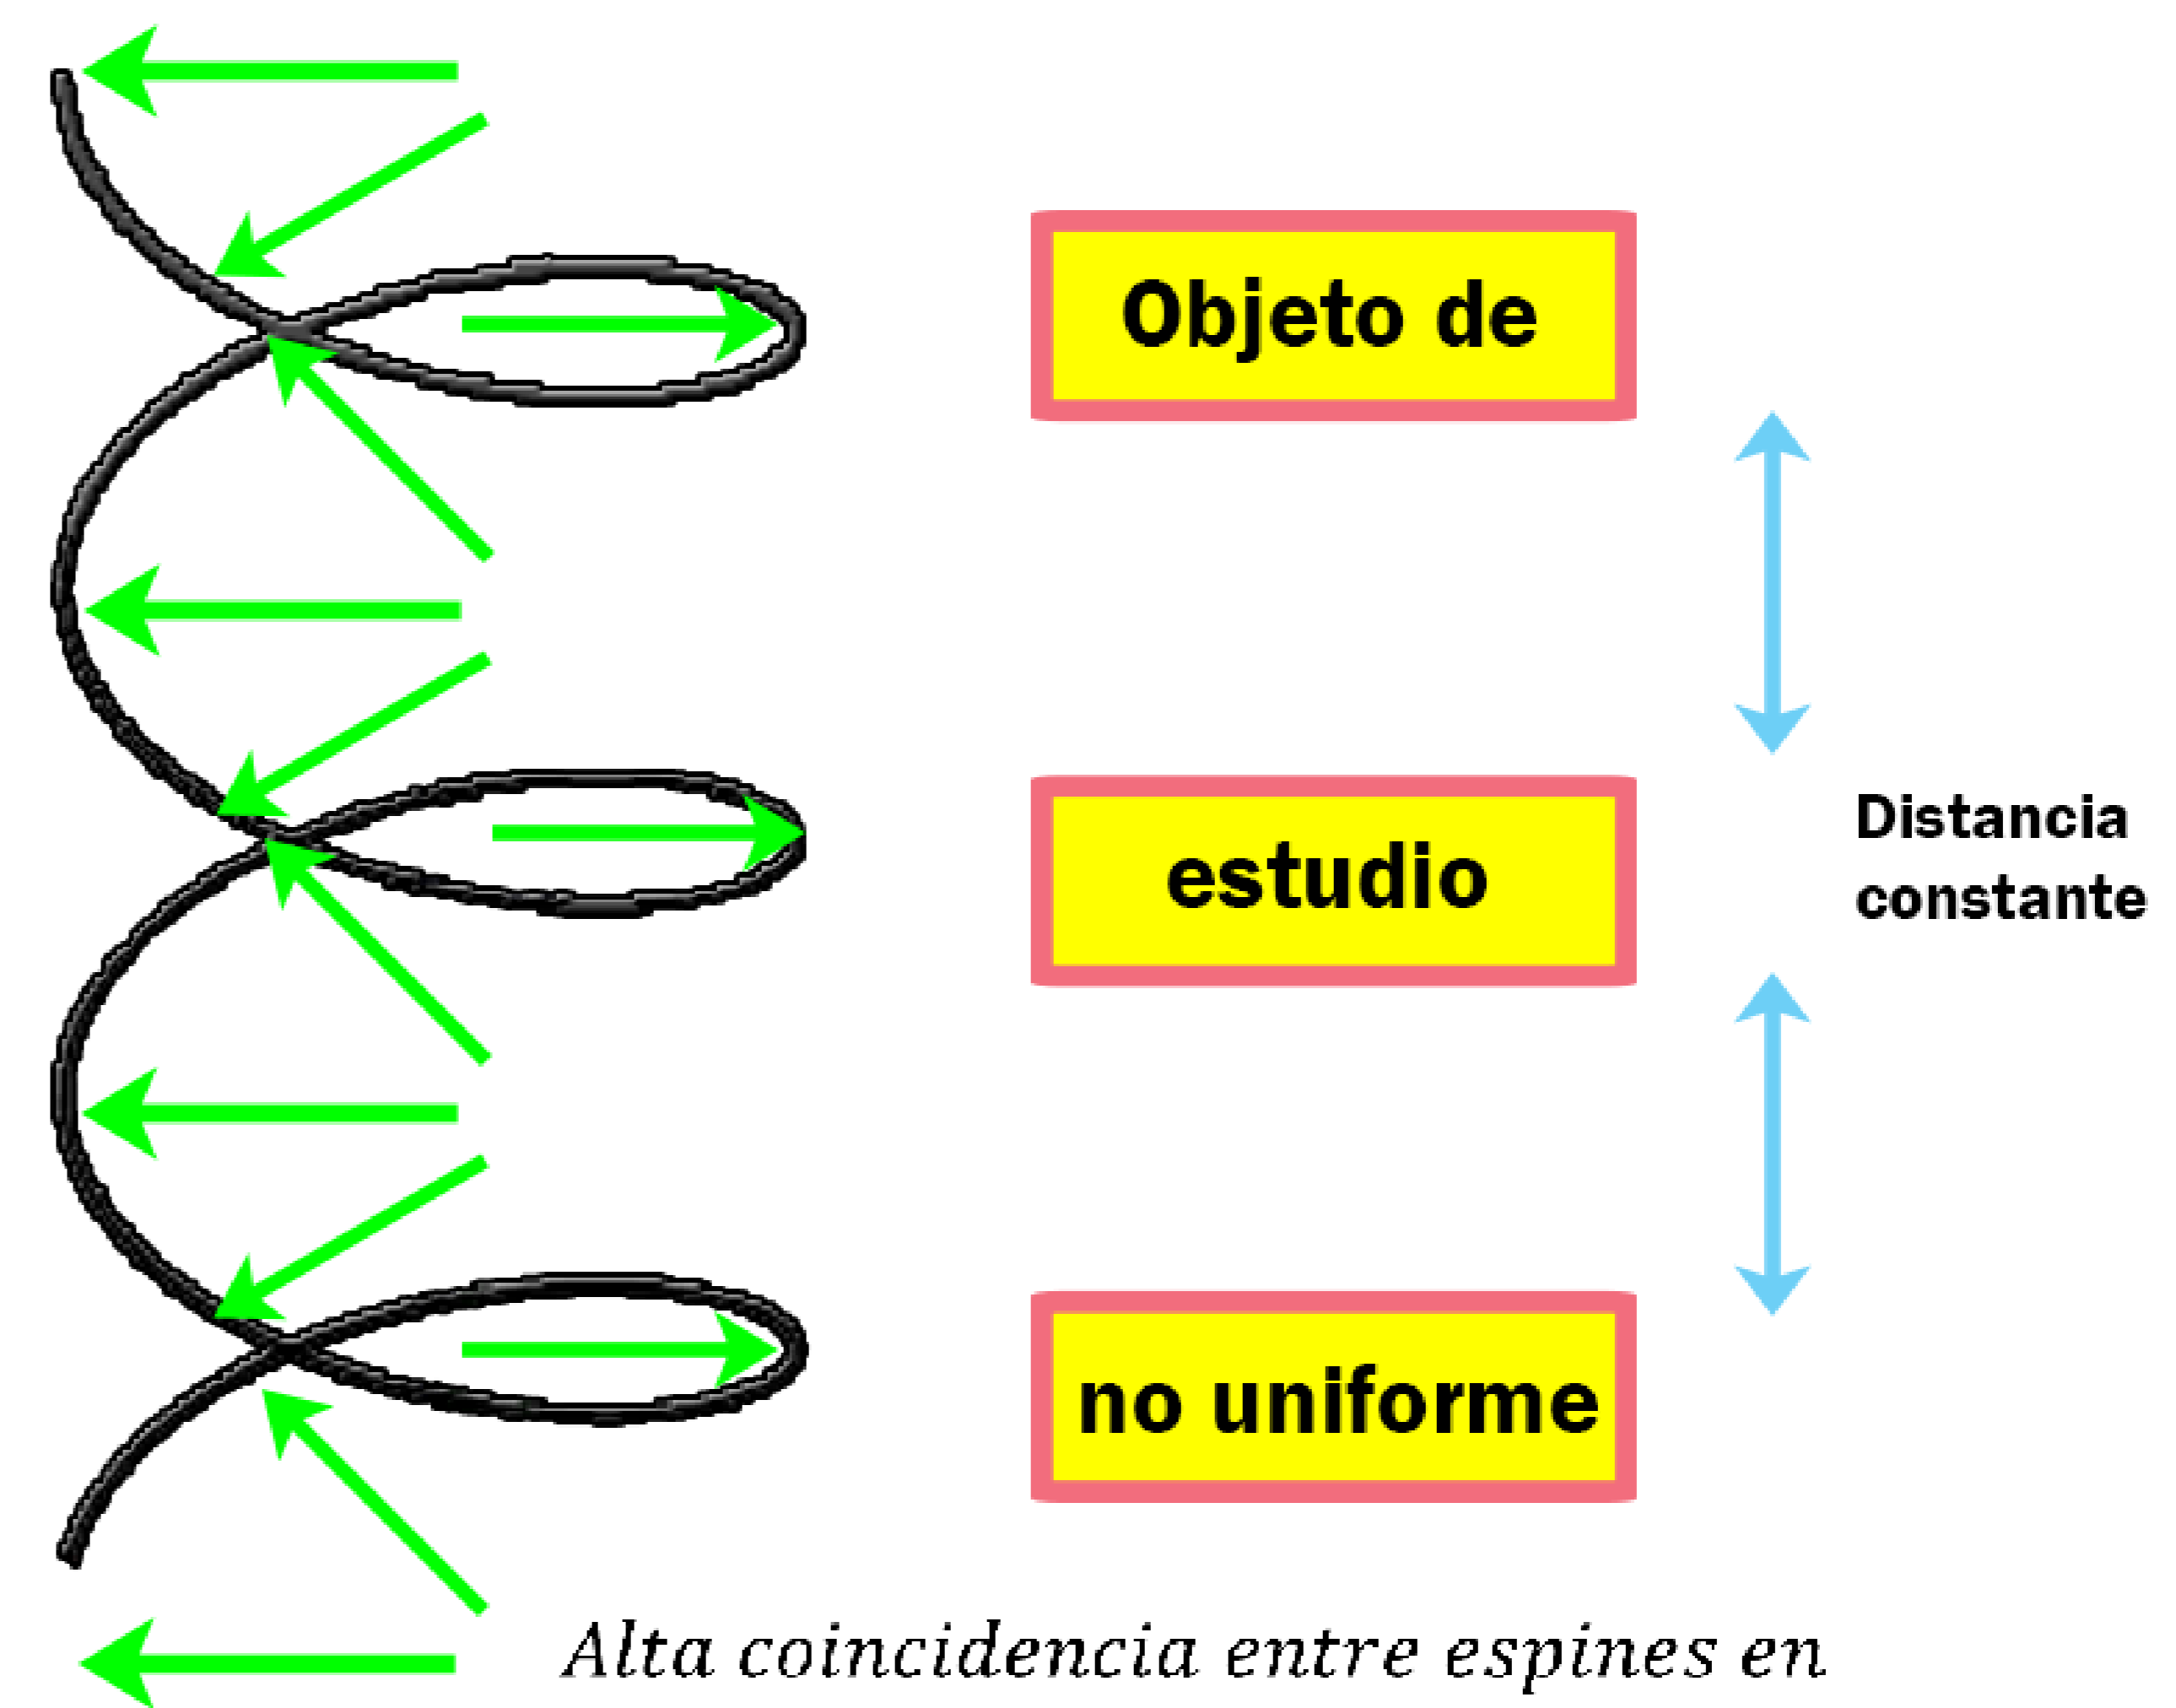 Objeto de
estudio
Distancia
constante
no uniforme
Alta coincidencia entre espines en